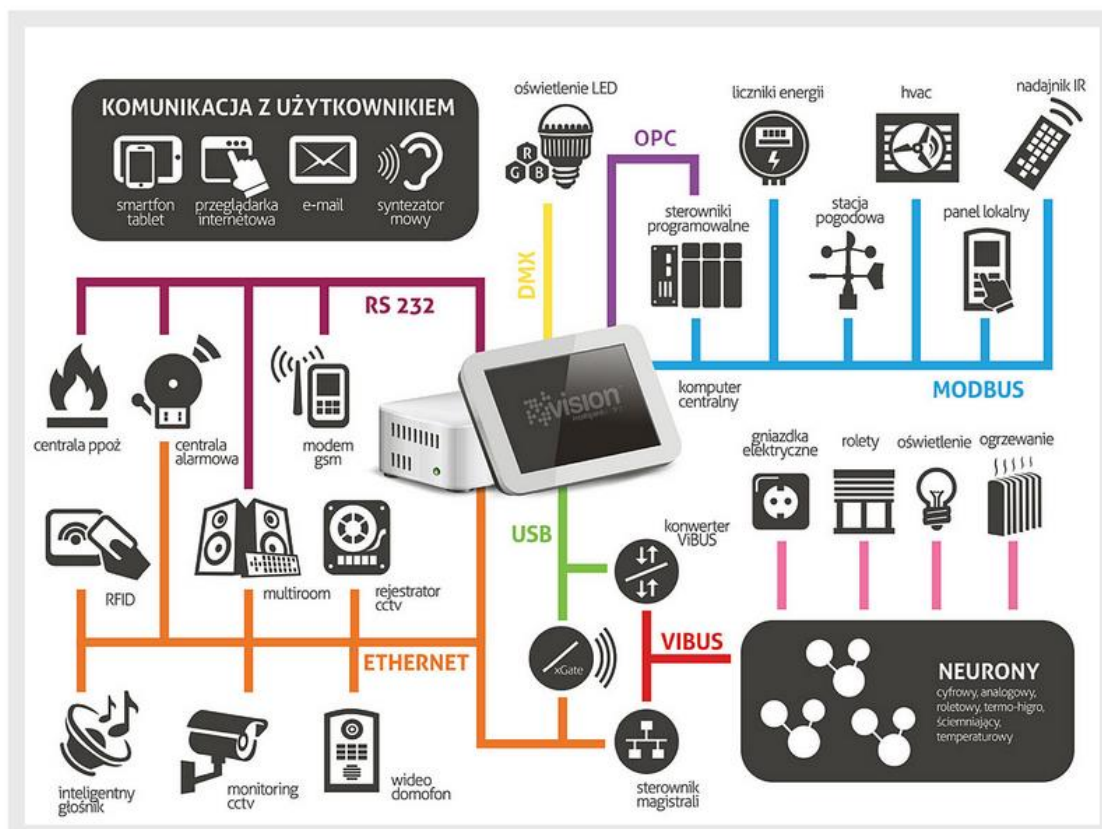 KOMUNIKACJA Z UŻYTKOWNIKIEM
smartfon
tablet
przeglądarka
internetowa
e-mail
syntezator
mowy
oświetlenie LED
R
G
B
OPC
liczniki energii
hvac
nadajnik IR
sterowniki
programowalne
stacja
pogodowa
panel lokalny
DMX
RS 232
centrala ppoż
centrala
alarmowa
modem
gsm
vision
komputer
centralny
MODBUS
gniazdka
elektryczne
rolety
oświetlenie
ogrzewanie
USB
konwerter
ViBUS
RFID
multiroom
rejestrator
cctv
ETHERNET
xGate
VIBUS
NEURONY
cyfrowy, analogowy,
roletowy, termo-higro,
ściemniający,
temperaturowy
inteligentny
głośnik
monitoring
cctv
wideo
domofon
sterownik
magistrali